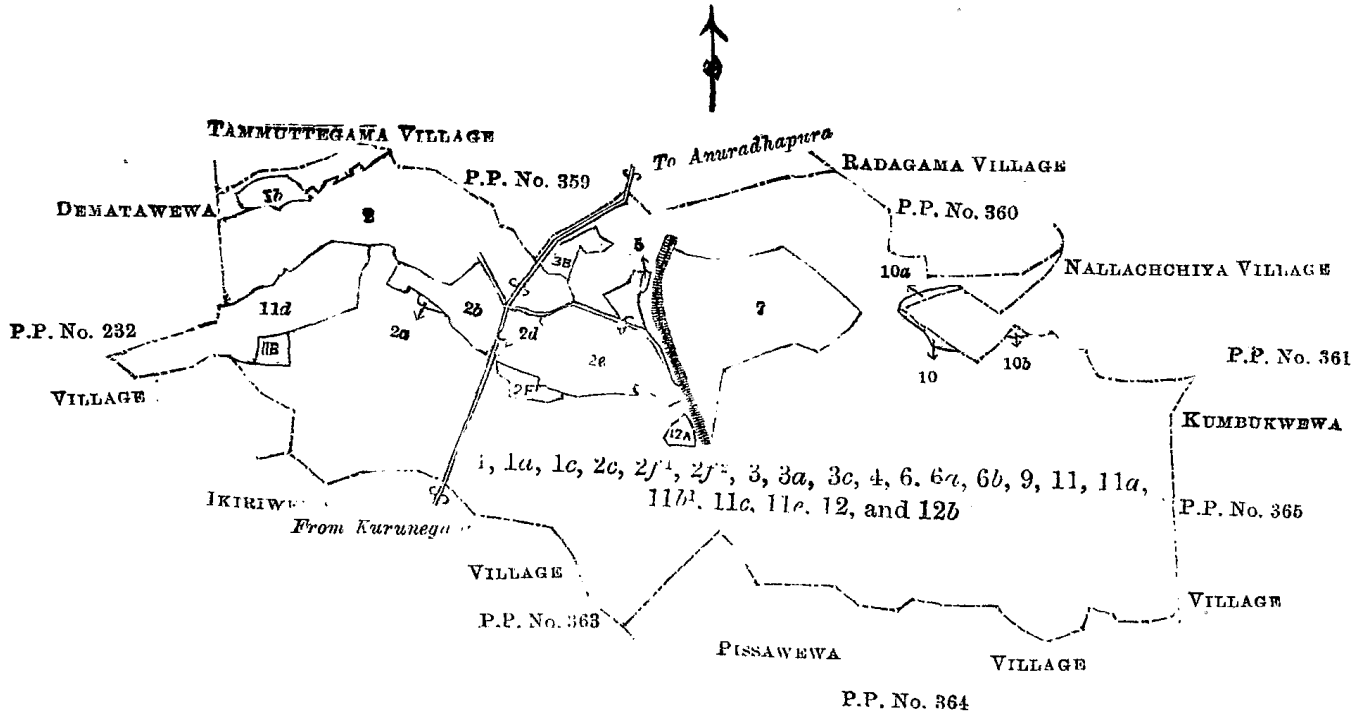 TAMMUTTEGAMA VILLAGE
To Anuradhapura
P.P. No. 359
RADAGAMA VILLAGE
DEMATAWEWA
P.P. No. 360
2
5
3B
10a
NALLACHCHIYA VILLAGE
11d
2b
7
P.P. No. 232
2a
2d
11B
2e
10
10b
P.P. No. 361
VILLAGE
2F
KUMBUKWEWA
12A
1a, 1c, 2c, 2f¹, 2f², 3, 3a, 3c, 4, 6. 6a, 6b, 9, 11, 11a,
11b¹. 11c. 11e. 12, and 12b
IKIRIWE
P.P. No. 365
From Kurunega
VILLAGE
VILLAGE
P.P. No. 363
PISSAWEWA
VILLAGE
P.P. No. 364